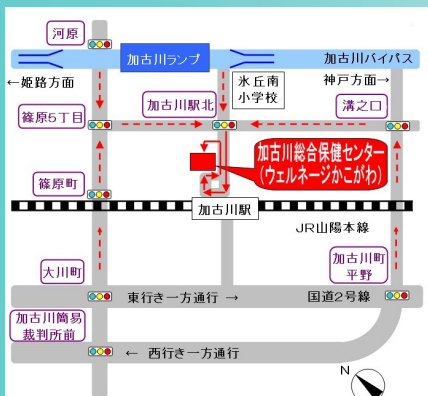 河原
加古川ランプ
加古川バイパス
←姫路方面
氷丘南
小学校
神戸方面→
加古川駅北
溝之口
篠原5丁目
加古川総合保健センター
(ウェルネージかこがわ)
篠原町
加古川駅
JR山陽本線
大川町
加古川町
平野
東行き一方通行 →
国道2号線
加古川簡易
裁判所前
← 西行き一方通行
N